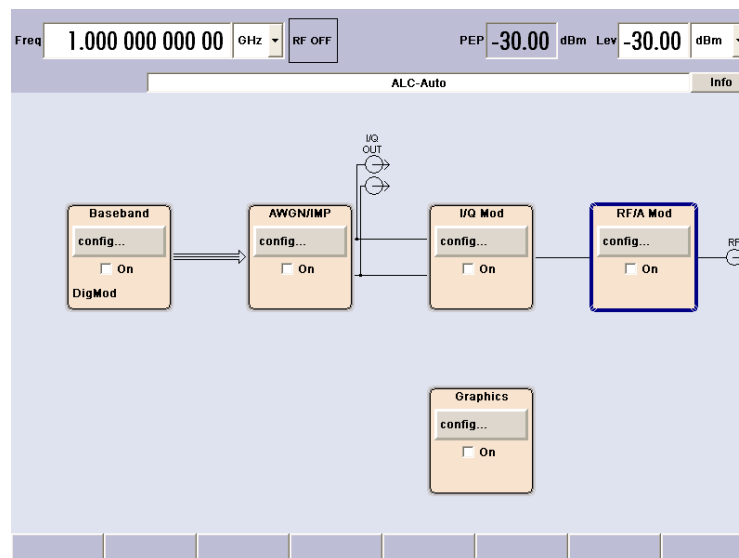 Freq 1.000 000 000 00 GHz RF OFF PEP -30.00 dBm Lev -30.00 dBm
ALC-Auto Info
I/Q
OUT
Baseband AWGN/IMP I/Q Mod RF/A Mod
config... config... config... config... RF
On On On On
DigMod
Graphics
config...
On